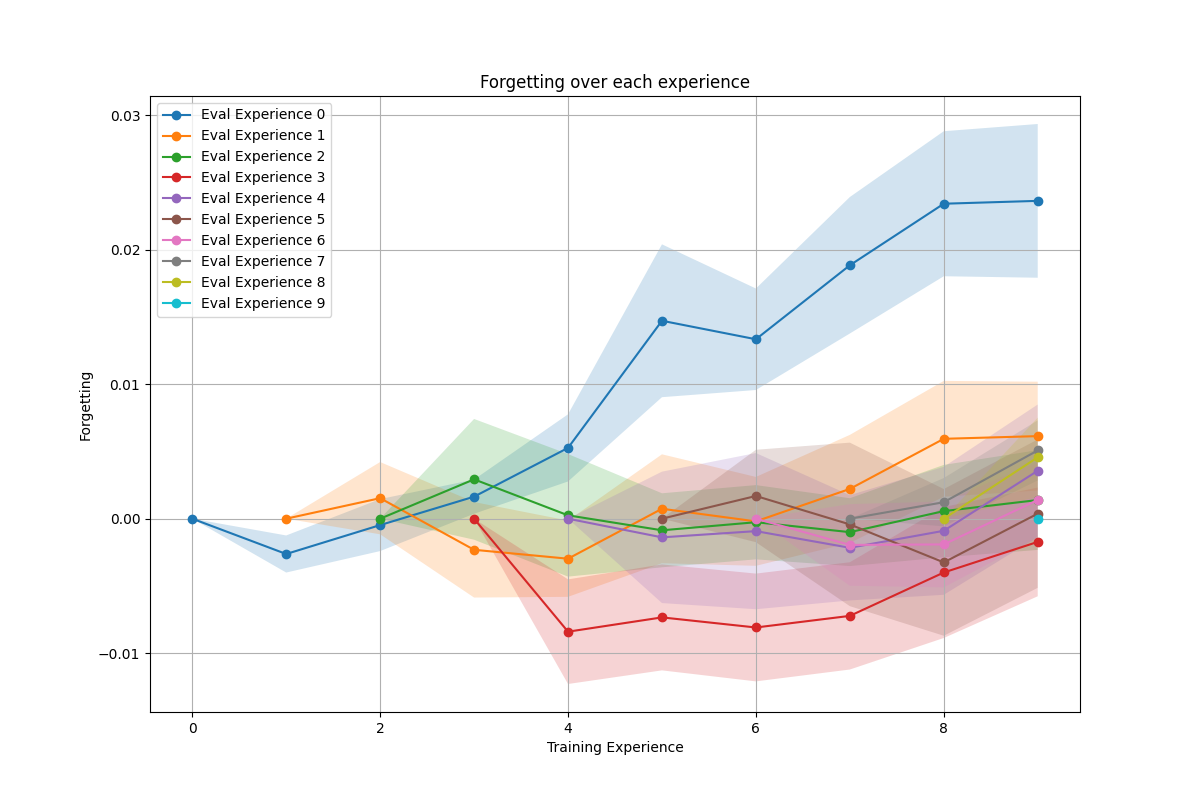 Forgetting over each experience
Eval Experience 0
Eval Experience 1
Eval Experience 2
Eval Experience 3
Eval Experience 4
Eval Experience 5
Eval Experience 6
Eval Experience 7
Eval Experience 8
Eval Experience 9
Forgetting
0.03
0.02
0.01
0.00
−0.01
0 2 4 6 8
Training Experience